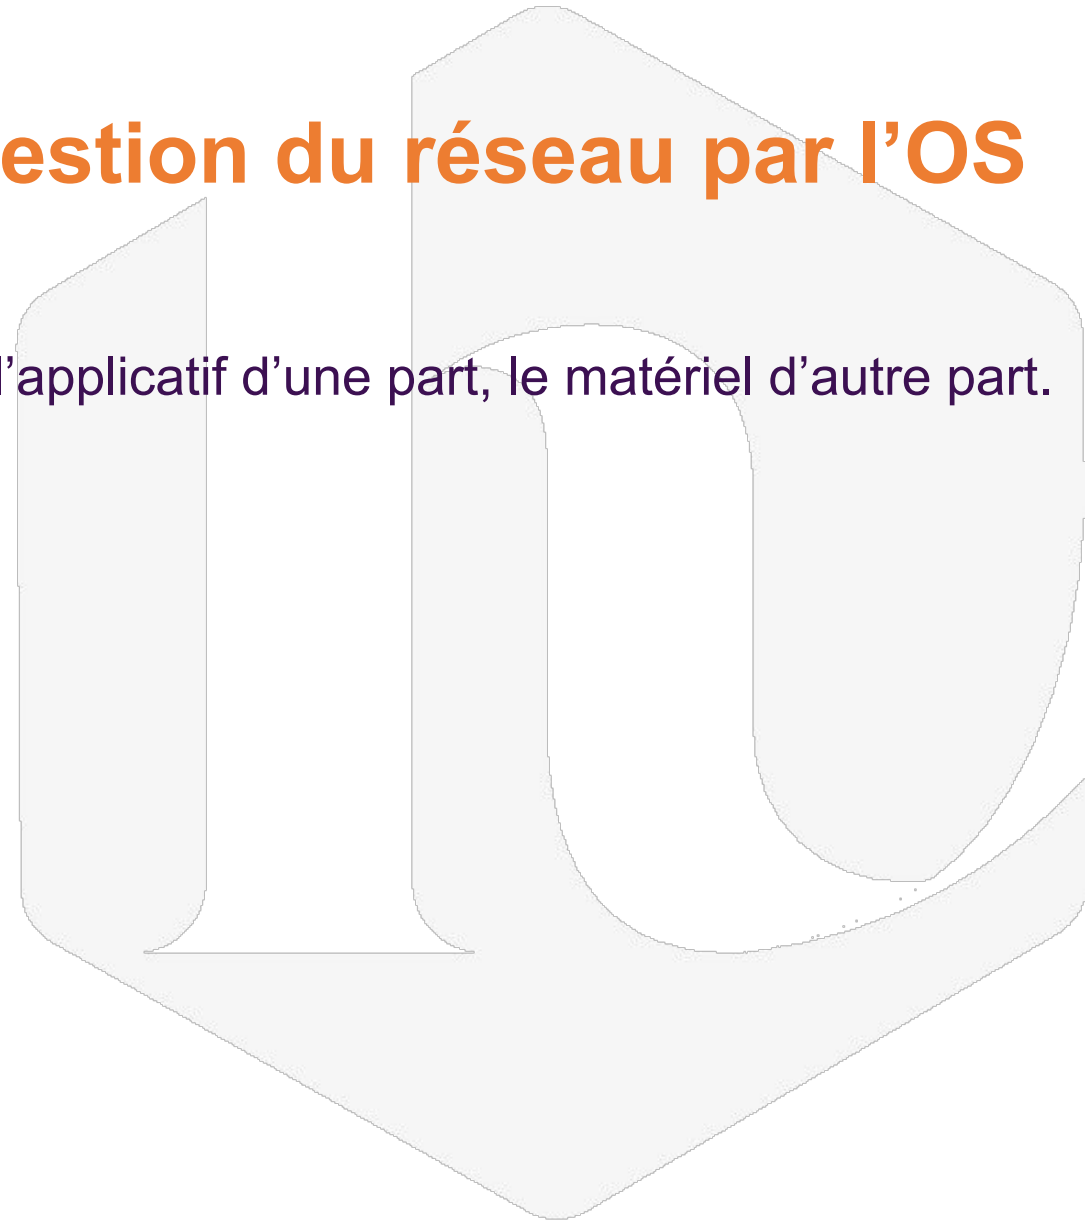 estion du réseau par l’OS
l’applicatif d’une part, le matériel d’autre part.